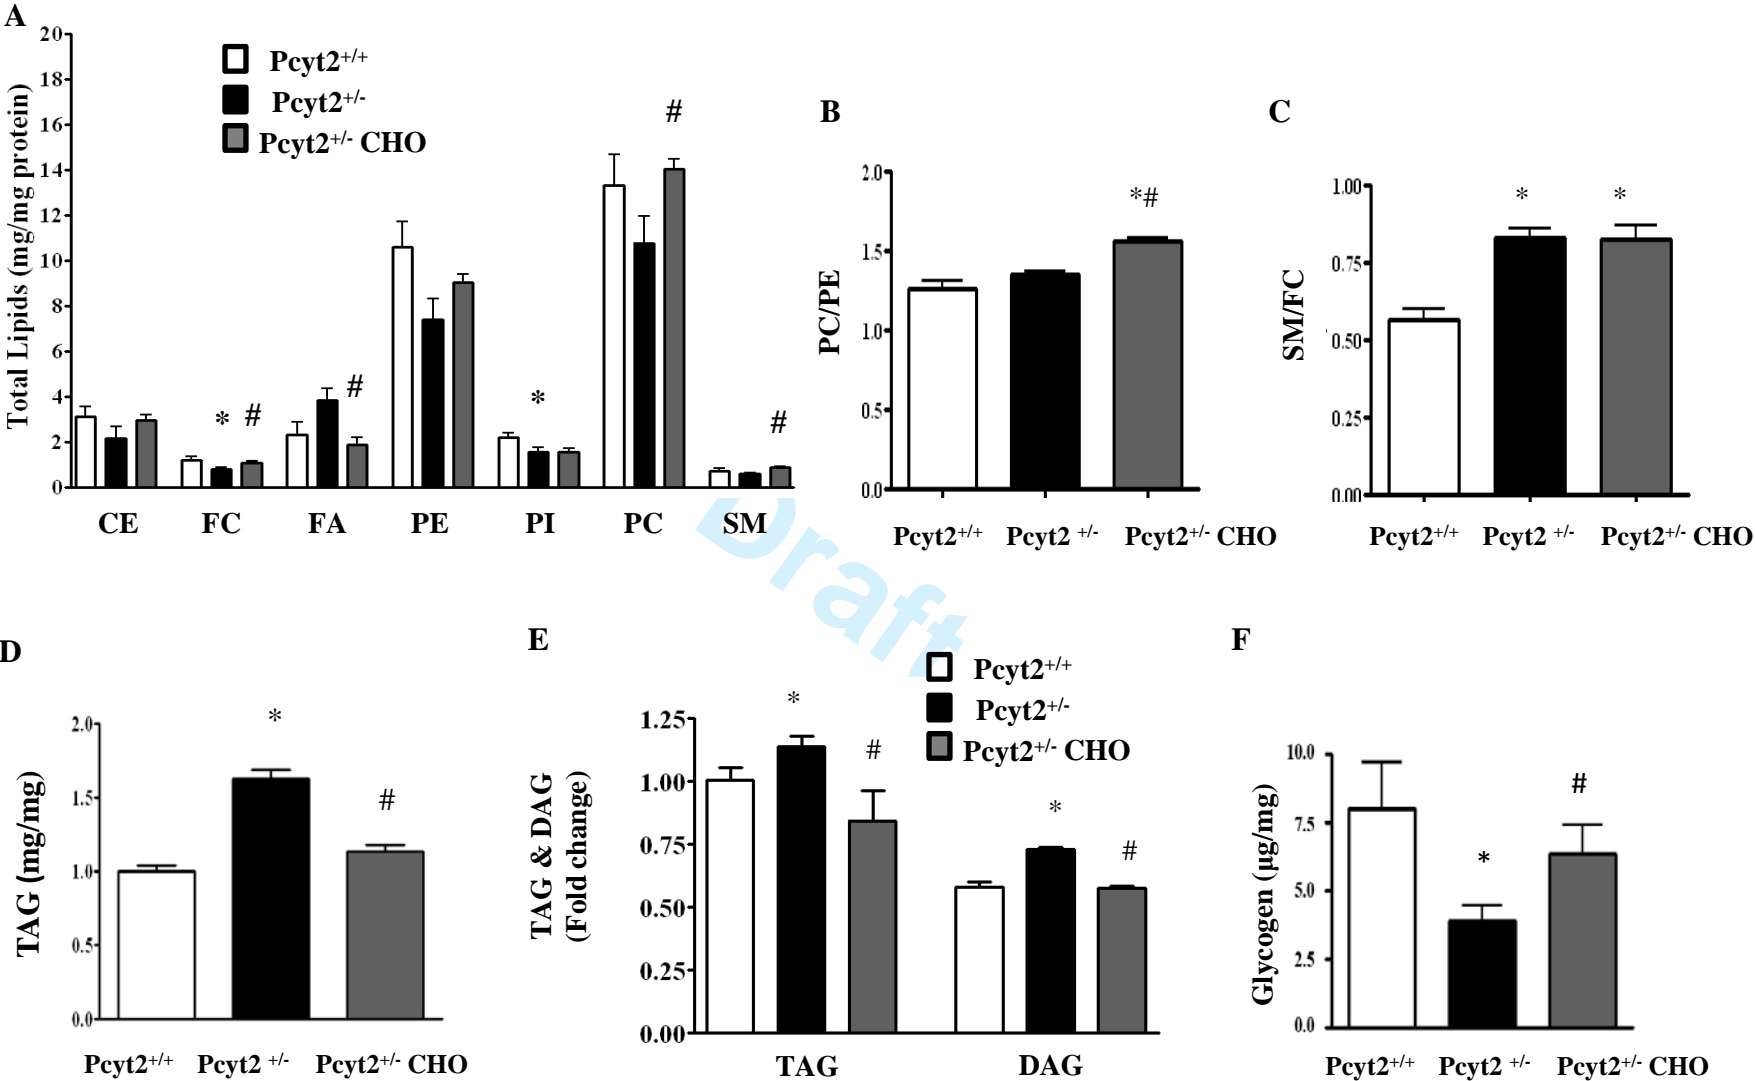 A
Total Lipids (mg/mg protein)
20
18
16
14
12
10
8
6
4
2
0
Pcyt2+/+
Pcyt2+/-
Pcyt2+/- CHO
* # # * # #
CE FC FA PE PI PC SM
B
PC/PE
2.0
1.5
1.0
0.5
0.0
*#
Pcyt2+/+ Pcyt2 +/- Pcyt2+/- CHO
C
SM/FC
1.00
0.75
0.50
0.25
0.00
* *
Pcyt2+/+ Pcyt2 +/- Pcyt2+/- CHO
Draft
D
TAG (mg/mg)
2.0
1.5
1.0
0.5
0.0
* #
Pcyt2+/+ Pcyt2 +/- Pcyt2+/- CHO
E
TAG & DAG
(Fold change)
1.25
1.00
0.75
0.50
0.25
0.00
Pcyt2+/+
Pcyt2+/-
Pcyt2+/- CHO
* # * #
TAG DAG
F
Glycogen (µg/mg)
10.0
7.5
5.0
2.5
0.0
* #
Pcyt2+/+ Pcyt2 +/- Pcyt2+/- CHO